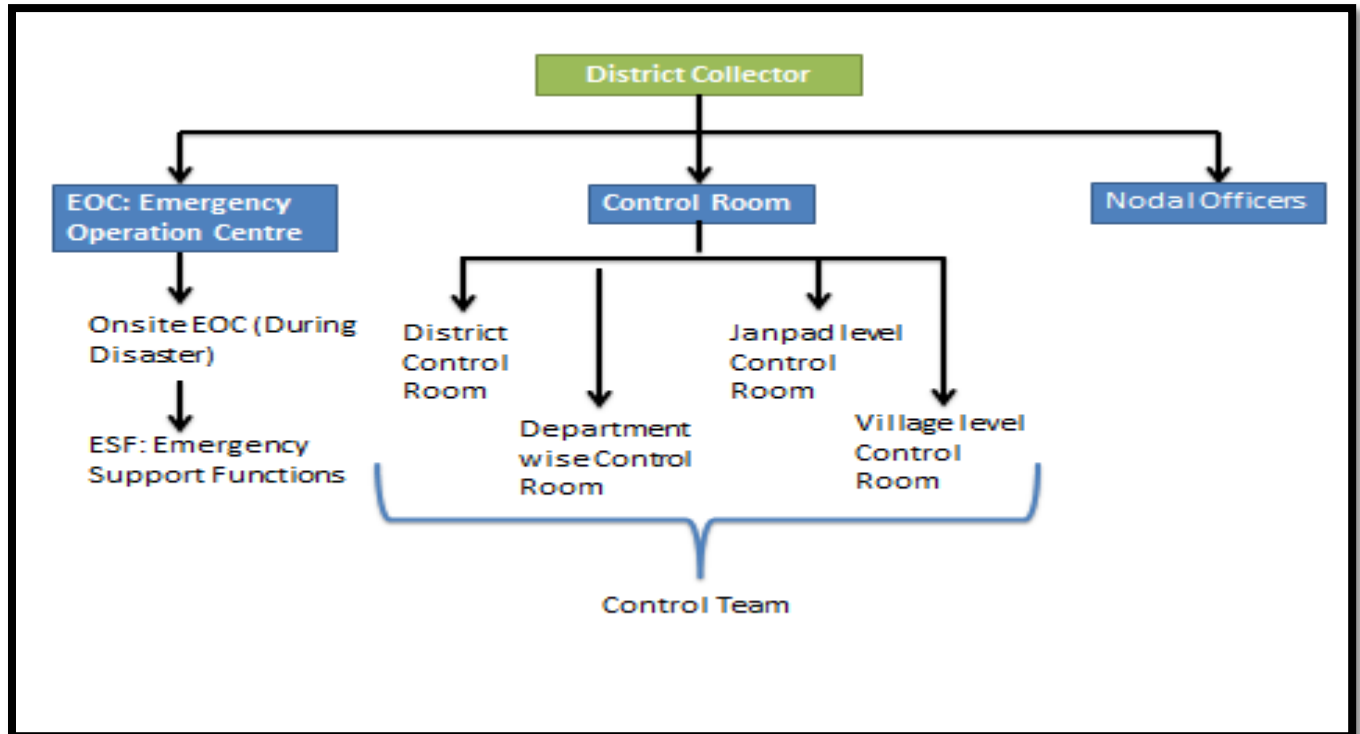 District Collector
EOC: Emergency
Operation Centre
Control Room
Nodal Officers
Onsite EOC (During
Disaster)
ESF: Emergency
Support Functions
District
Control
Room
Department
wise Control
Room
Janpad level
Control
Room
Village level
Control
Room
Control Team